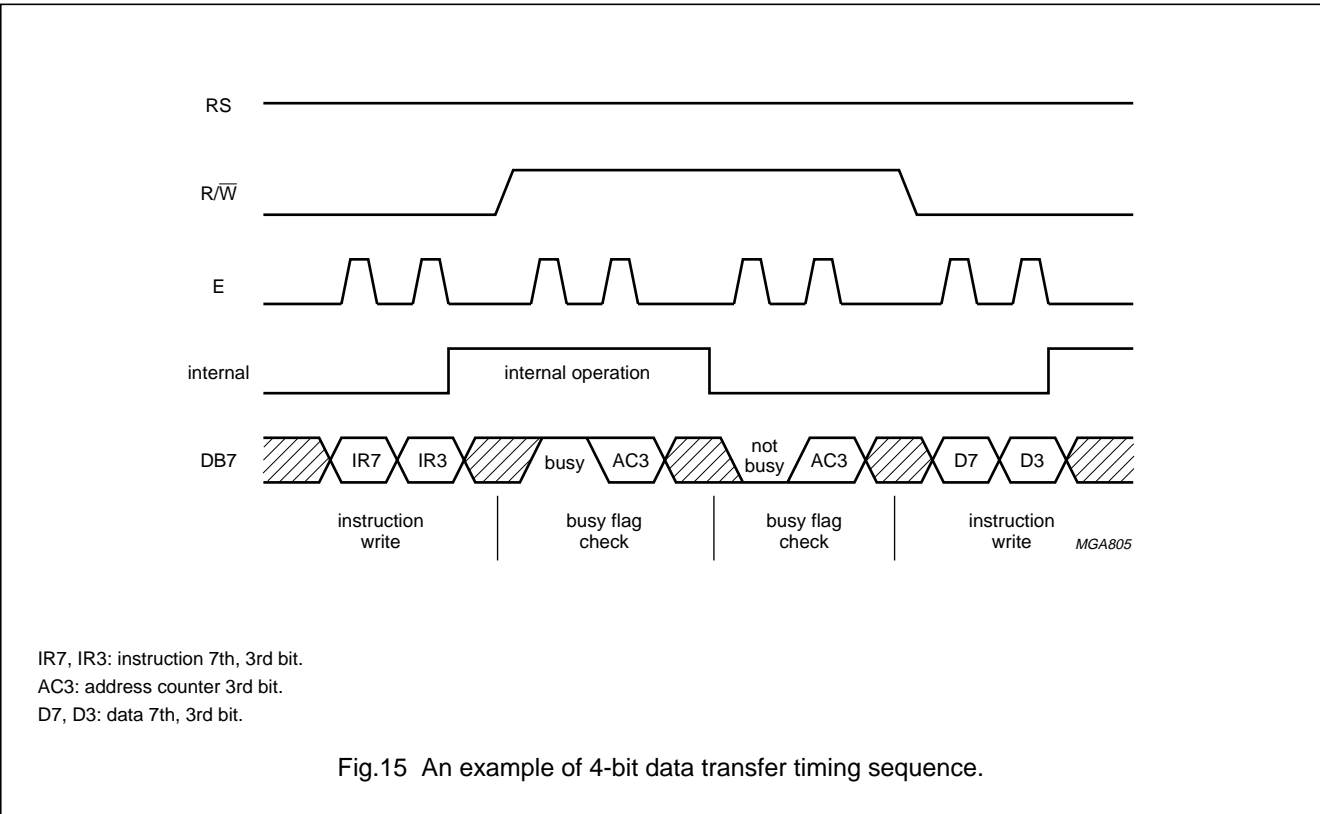 RS
R/W̅
E
internal
internal operation
DB7
IR7
IR3
busy
AC3
not
busy
AC3
D7
D3
instruction
write
busy flag
check
busy flag
check
instruction
write
MGA805
IR7, IR3: instruction 7th, 3rd bit.
AC3: address counter 3rd bit.
D7, D3: data 7th, 3rd bit.
Fig.15 An example of 4-bit data transfer timing sequence.